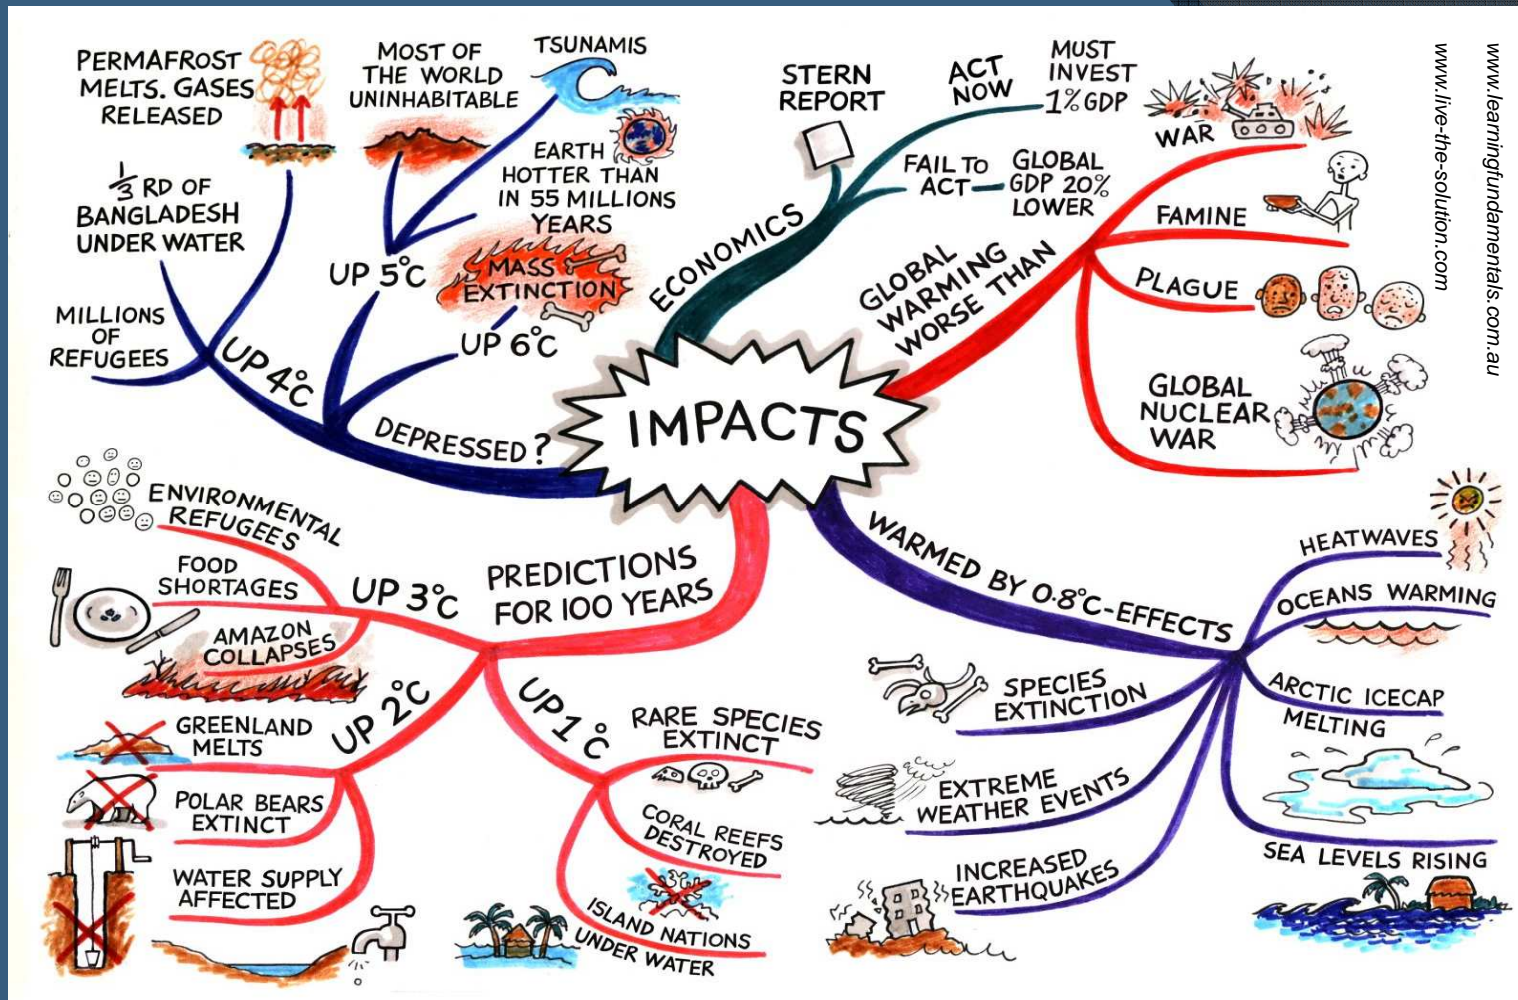 IMPACTS
ECONOMICS
STERN
REPORT
ACT
NOW
MUST
INVEST
1% GDP
FAIL TO
ACT
GLOBAL
GDP 20%
LOWER
GLOBAL
WARMING
WORSE THAN
WAR
FAMINE
PLAGUE
GLOBAL
NUCLEAR
WAR
WARMED BY 0.8°C-EFFECTS
HEATWAVES
OCEANS WARMING
ARCTIC ICECAP
MELTING
SEA LEVELS RISING
SPECIES
EXTINCTION
EXTREME
WEATHER EVENTS
INCREASED
EARTHQUAKES
PREDICTIONS
FOR 100 YEARS
UP 1°C
RARE SPECIES
EXTINCT
CORAL REEFS
DESTROYED
ISLAND NATIONS
UNDER WATER
UP 2°C
GREENLAND
MELTS
POLAR BEARS
EXTINCT
WATER SUPPLY
AFFECTED
UP 3°C
ENVIRONMENTAL
REFUGEES
FOOD
SHORTAGES
AMAZON
COLLAPSES
DEPRESSED?
UP 4°C
PERMAFROST
MELTS. GASES
RELEASED
1/3 RD OF
BANGLADESH
UNDER WATER
MILLIONS
OF
REFUGEES
UP 5°C
MOST OF
THE WORLD
UNINHABITABLE
TSUNAMIS
EARTH
HOTTER THAN
IN 55 MILLIONS
YEARS
UP 6°C
MASS
EXTINCTION
www.live-the-solution.com
www.learningfundamentals.com.au